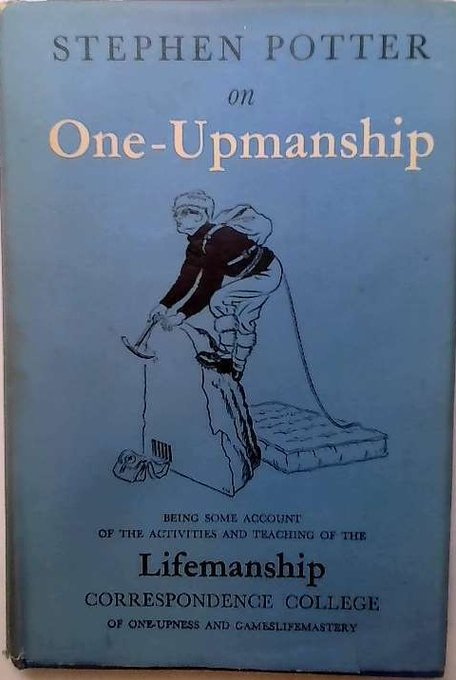 STEPHEN POTTER
on
One-Upmanship
BEING SOME ACCOUNT
OF THE ACTIVITIES AND TEACHING OF THE
Lifemanship
CORRESPONDENCE COLLEGE
OF ONE-UPNESS AND GAMESLIFEMASTERY